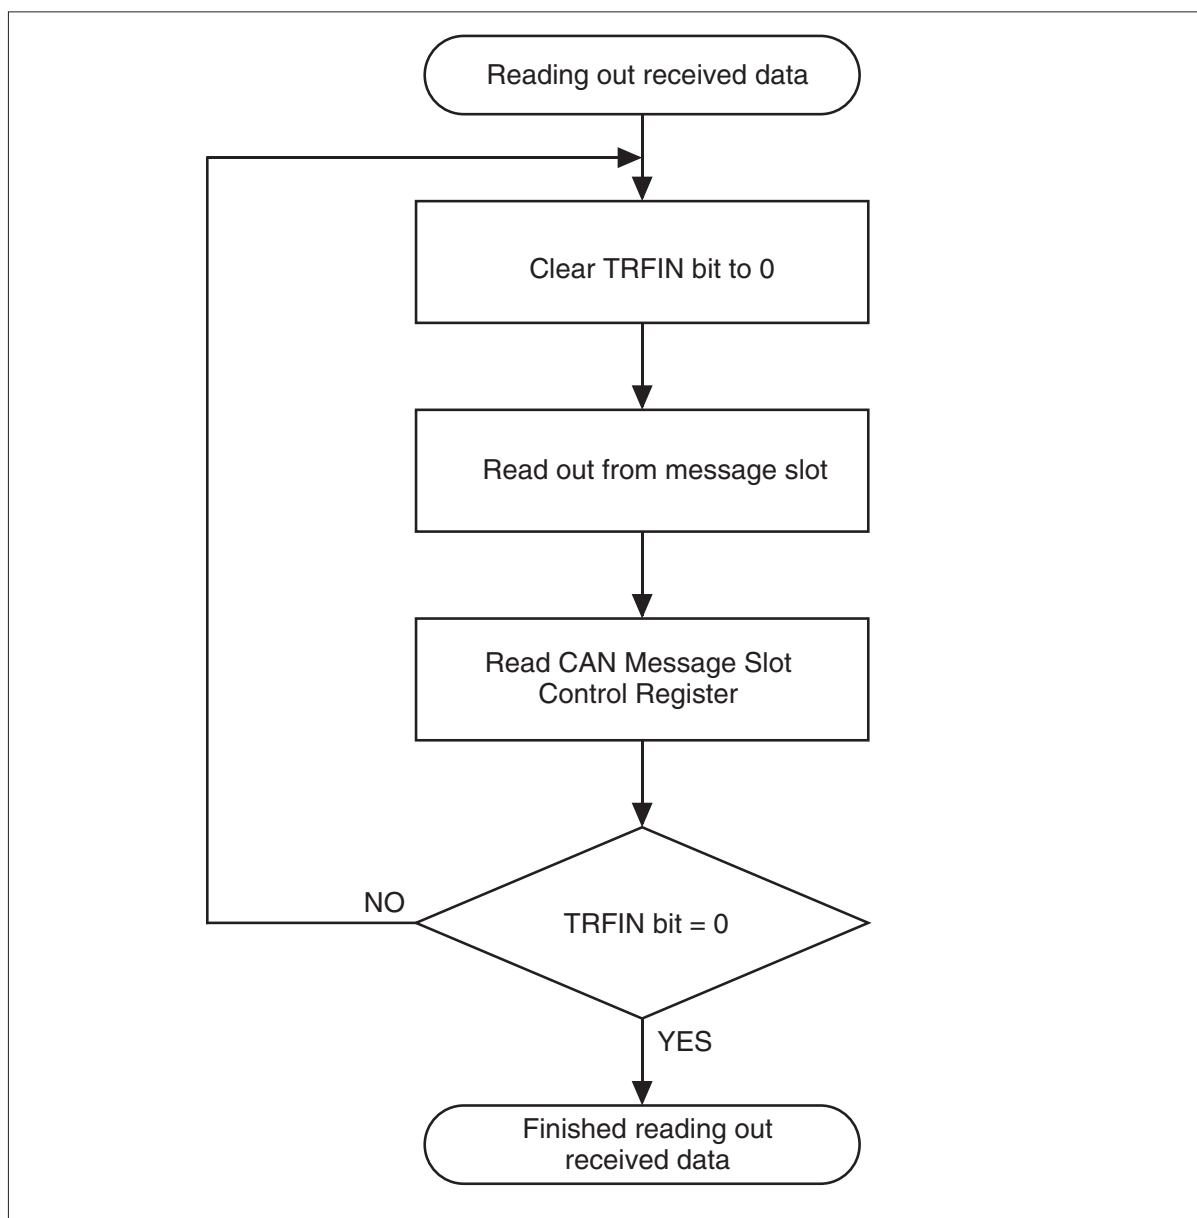 Reading out received data
Clear TRFIN bit to 0
Read out from message slot
Read CAN Message Slot
Control Register
NO
TRFIN bit = 0
YES
Finished reading out
received data